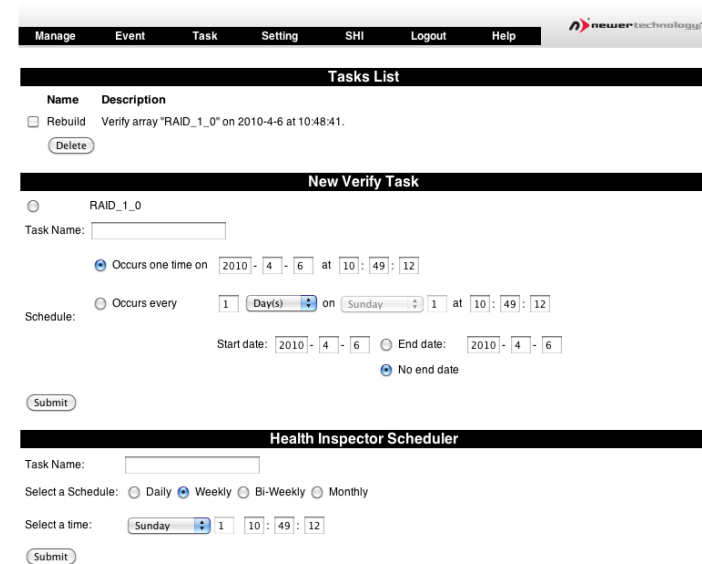 newertechnology
Manage Event Task Setting SHI Logout Help
Tasks List
Name Description
Rebuild Verify array "RAID_1_0" on 2010-4-6 at 10:48:41.
Delete
New Verify Task
RAID_1_0
Task Name:
Occurs one time on 2010 - 4 - 6 at 10 : 49 : 12
Occurs every 1 Day(s) on Sunday 1 at 10 : 49 : 12
Schedule:
Start date: 2010 - 4 - 6 End date: 2010 - 4 - 6
No end date
Submit
Health Inspector Scheduler
Task Name:
Select a Schedule: Daily Weekly Bi-Weekly Monthly
Select a time: Sunday 1 10 : 49 : 12
Submit